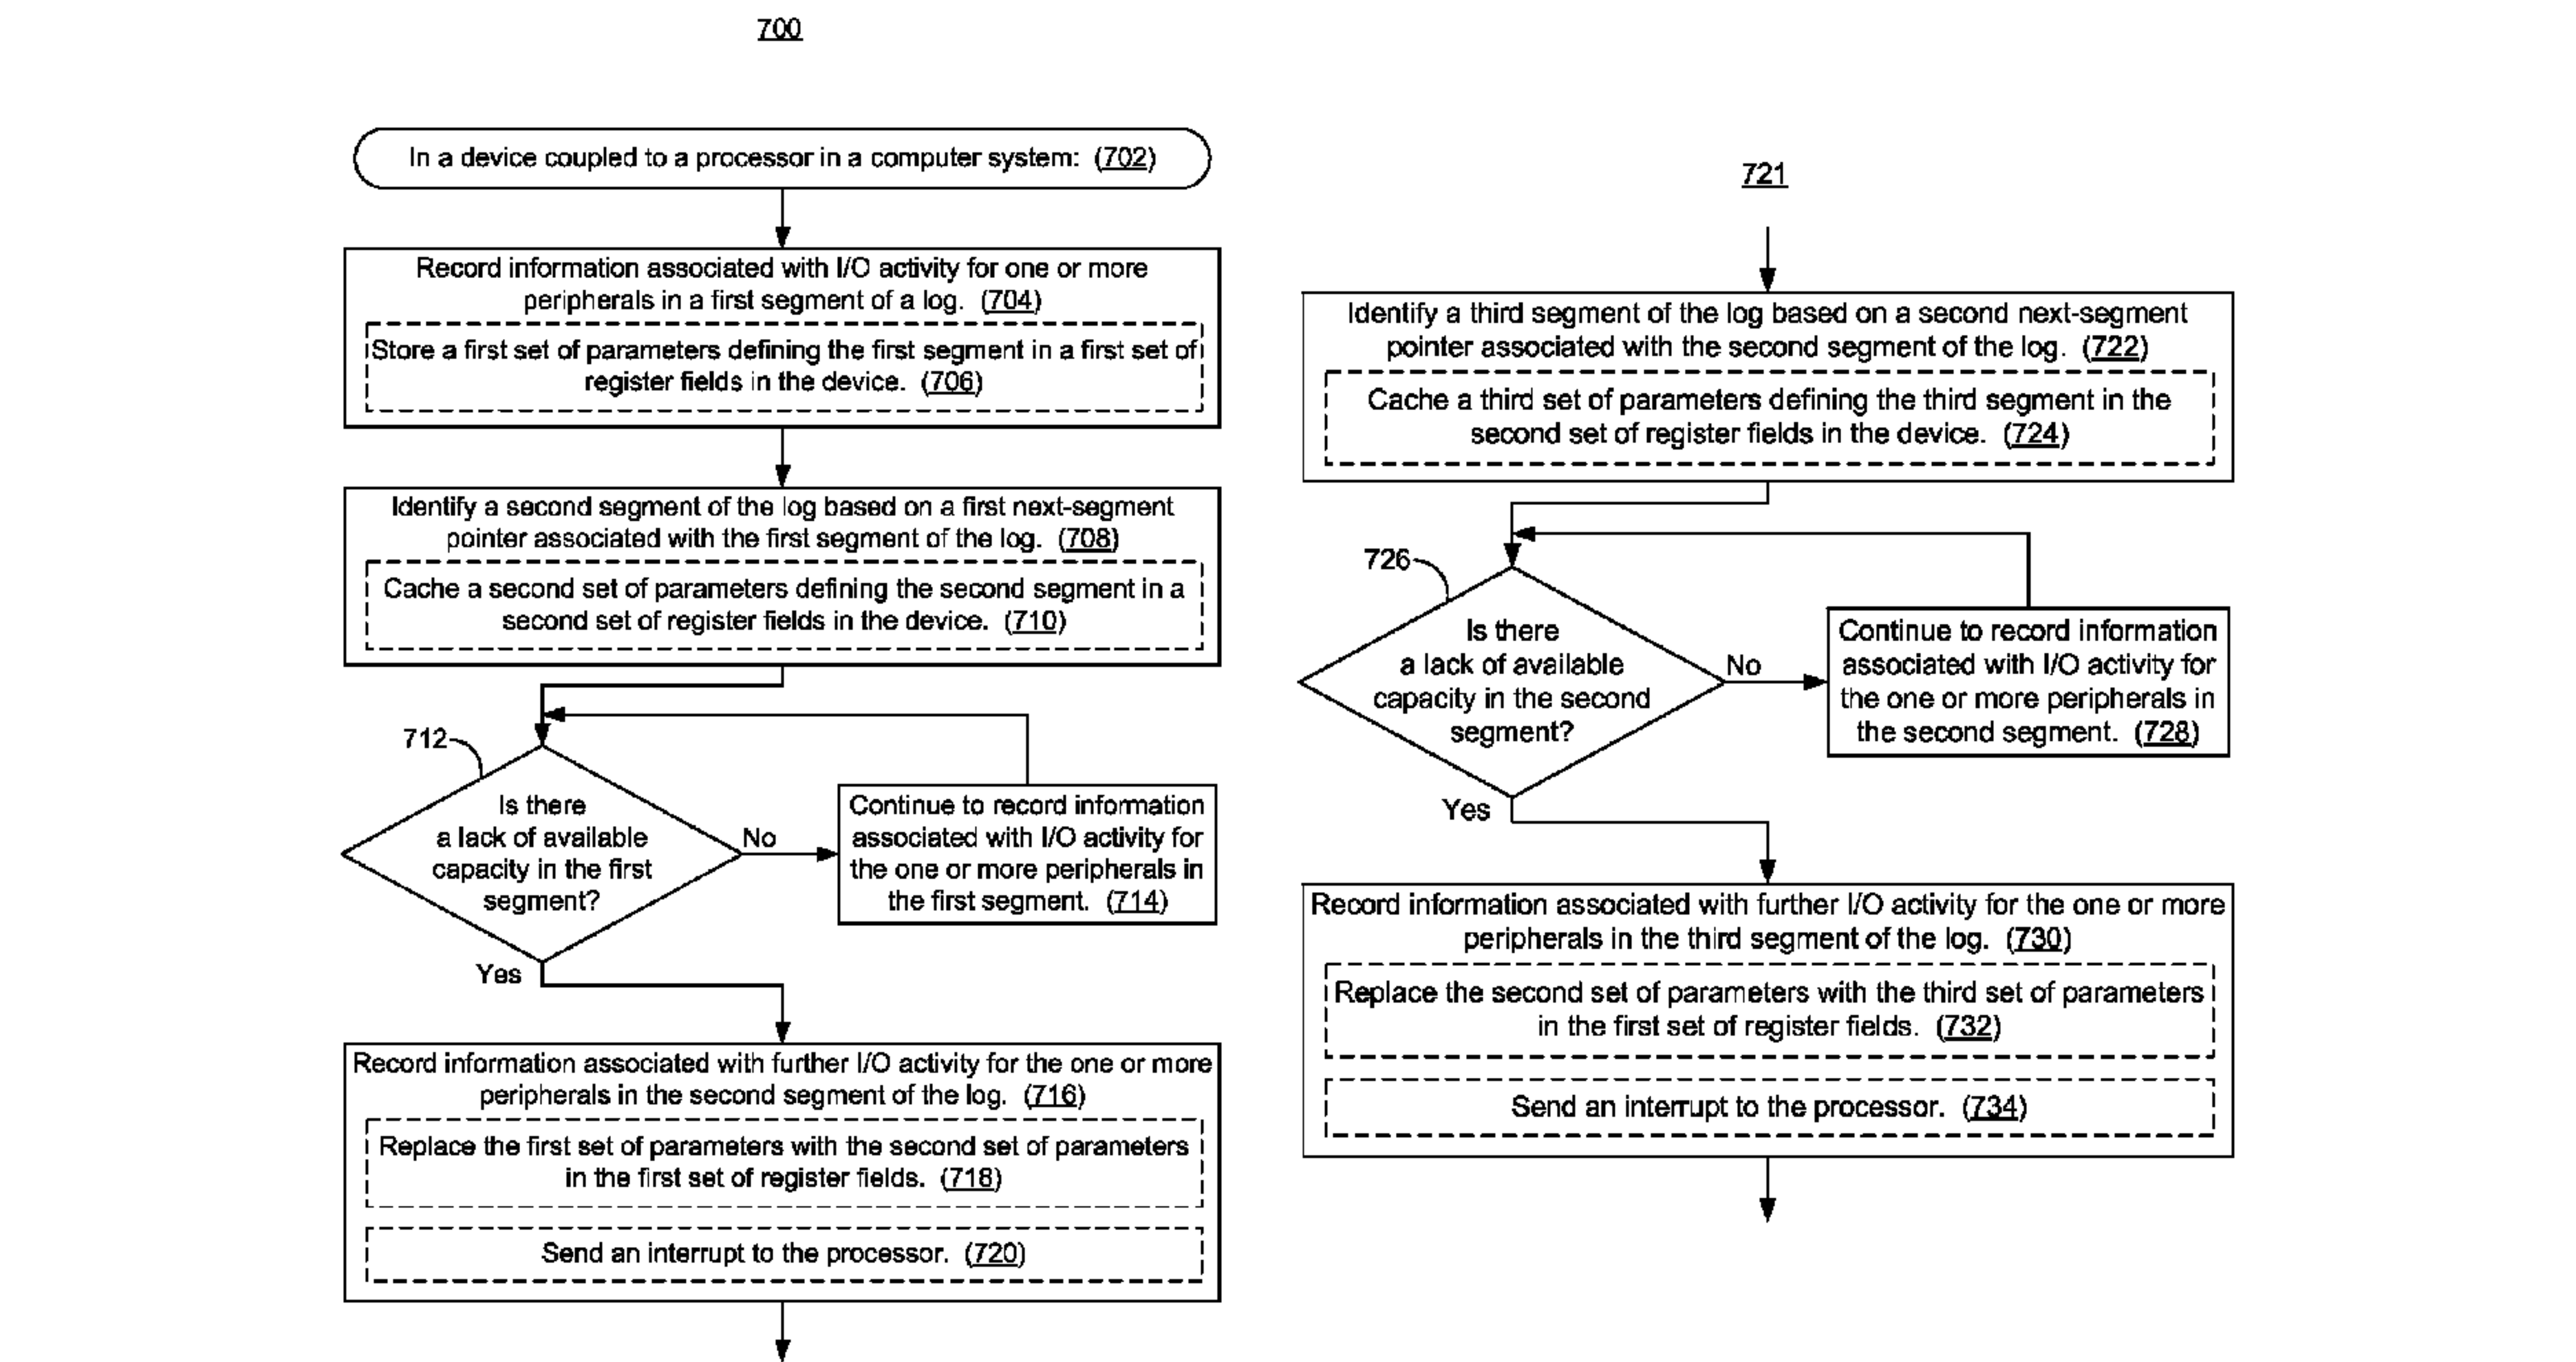 700
In a device coupled to a processor in a computer system: (702)
Record information associated with I/O activity for one or more
peripherals in a first segment of a log. (704)
Store a first set of parameters defining the first segment in a first set of
register fields in the device. (706)
Identify a second segment of the log based on a first next-segment
pointer associated with the first segment of the log. (708)
Cache a second set of parameters defining the second segment in a
second set of register fields in the device. (710)
712
Is there
a lack of available
capacity in the first
segment?
No
Continue to record information
associated with I/O activity for
the one or more peripherals in
the first segment. (714)
Yes
Record information associated with further I/O activity for the one or more
peripherals in the second segment of the log. (716)
Replace the first set of parameters with the second set of parameters
in the first set of register fields. (718)
Send an interrupt to the processor. (720)
721
Identify a third segment of the log based on a second next-segment
pointer associated with the second segment of the log. (722)
Cache a third set of parameters defining the third segment in the
second set of register fields in the device. (724)
726
Is there
a lack of available
capacity in the second
segment?
No
Continue to record information
associated with I/O activity for
the one or more peripherals in
the second segment. (728)
Yes
Record information associated with further I/O activity for the one or more
peripherals in the third segment of the log. (730)
Replace the second set of parameters with the third set of parameters
in the first set of register fields. (732)
Send an interrupt to the processor. (734)